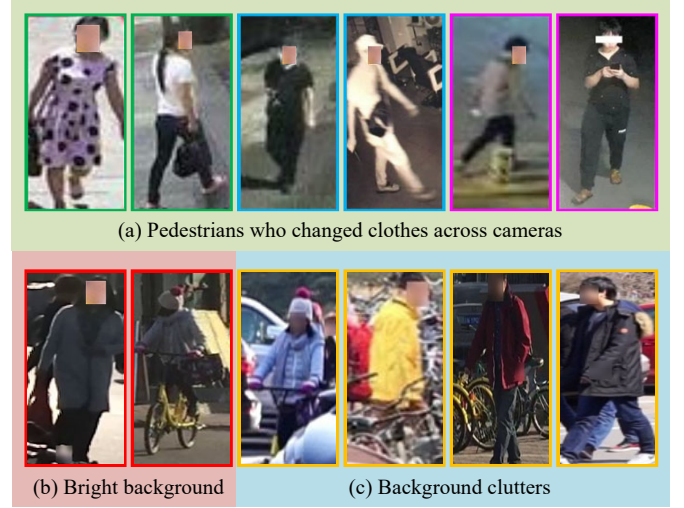 (a) Pedestrians who changed clothes across cameras
(b) Bright background
(c) Background clutters